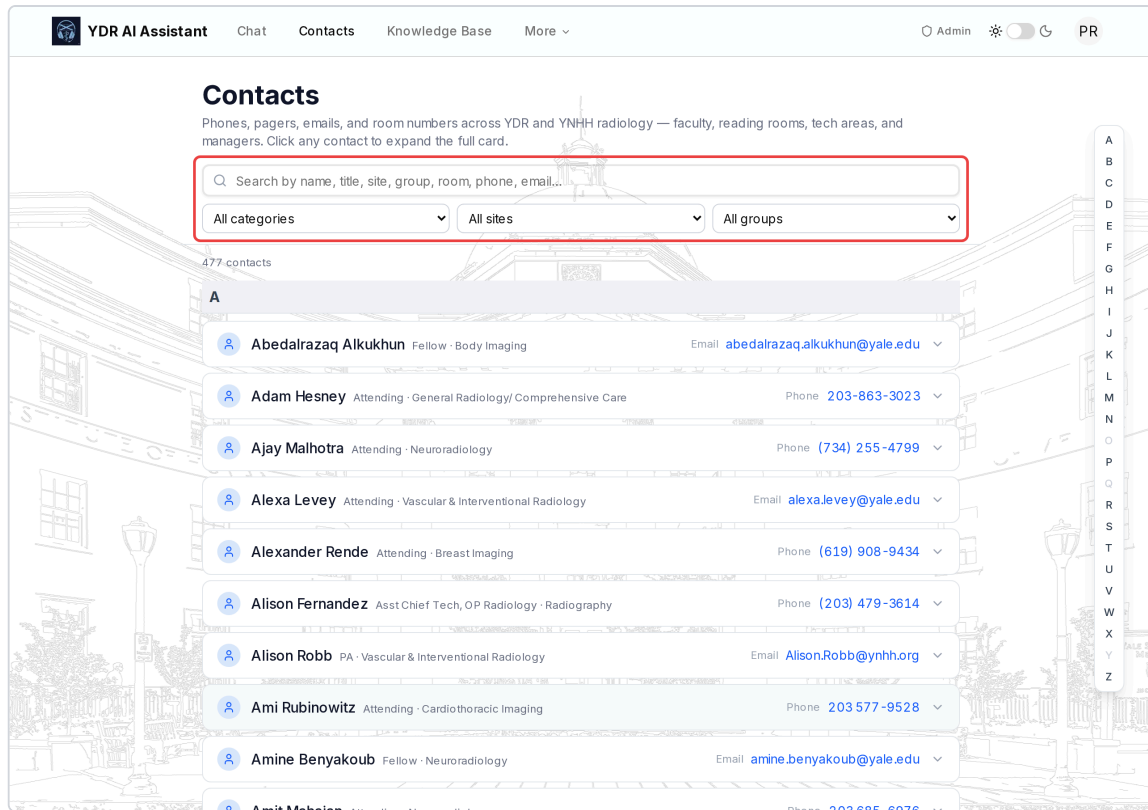 YDR AI Assistant
Chat
Contacts
Knowledge Base
More
Admin
PR
Contacts
Phones, pagers, emails, and room numbers across YDR and YNHH radiology — faculty, reading rooms, tech areas, and
managers. Click any contact to expand the full card.
Search by name, title, site, group, room, phone, email...
All categories
All sites
All groups
477 contacts
A
Abedalrazaq Alkukhun Fellow · Body Imaging Email abedalrazaq.alkukhun@yale.edu
Adam Hesney Attending · General Radiology/ Comprehensive Care Phone 203-863-3023
Ajay Malhotra Attending · Neuroradiology Phone (734) 255-4799
Alexa Levey Attending · Vascular & Interventional Radiology Email alexa.levey@yale.edu
Alexander Rende Attending · Breast Imaging Phone (619) 908-9434
Alison Fernandez Asst Chief Tech, OP Radiology · Radiography Phone (203) 479-3614
Alison Robb PA · Vascular & Interventional Radiology Email Alison.Robb@ynhh.org
Ami Rubinowitz Attending · Cardiothoracic Imaging Phone 203 577-9528
Amine Benyakoub Fellow · Neuroradiology Email amine.benyakoub@yale.edu
A
B
C
D
E
F
G
H
I
J
K
L
M
N
O
P
Q
R
S
T
U
V
W
X
Y
Z